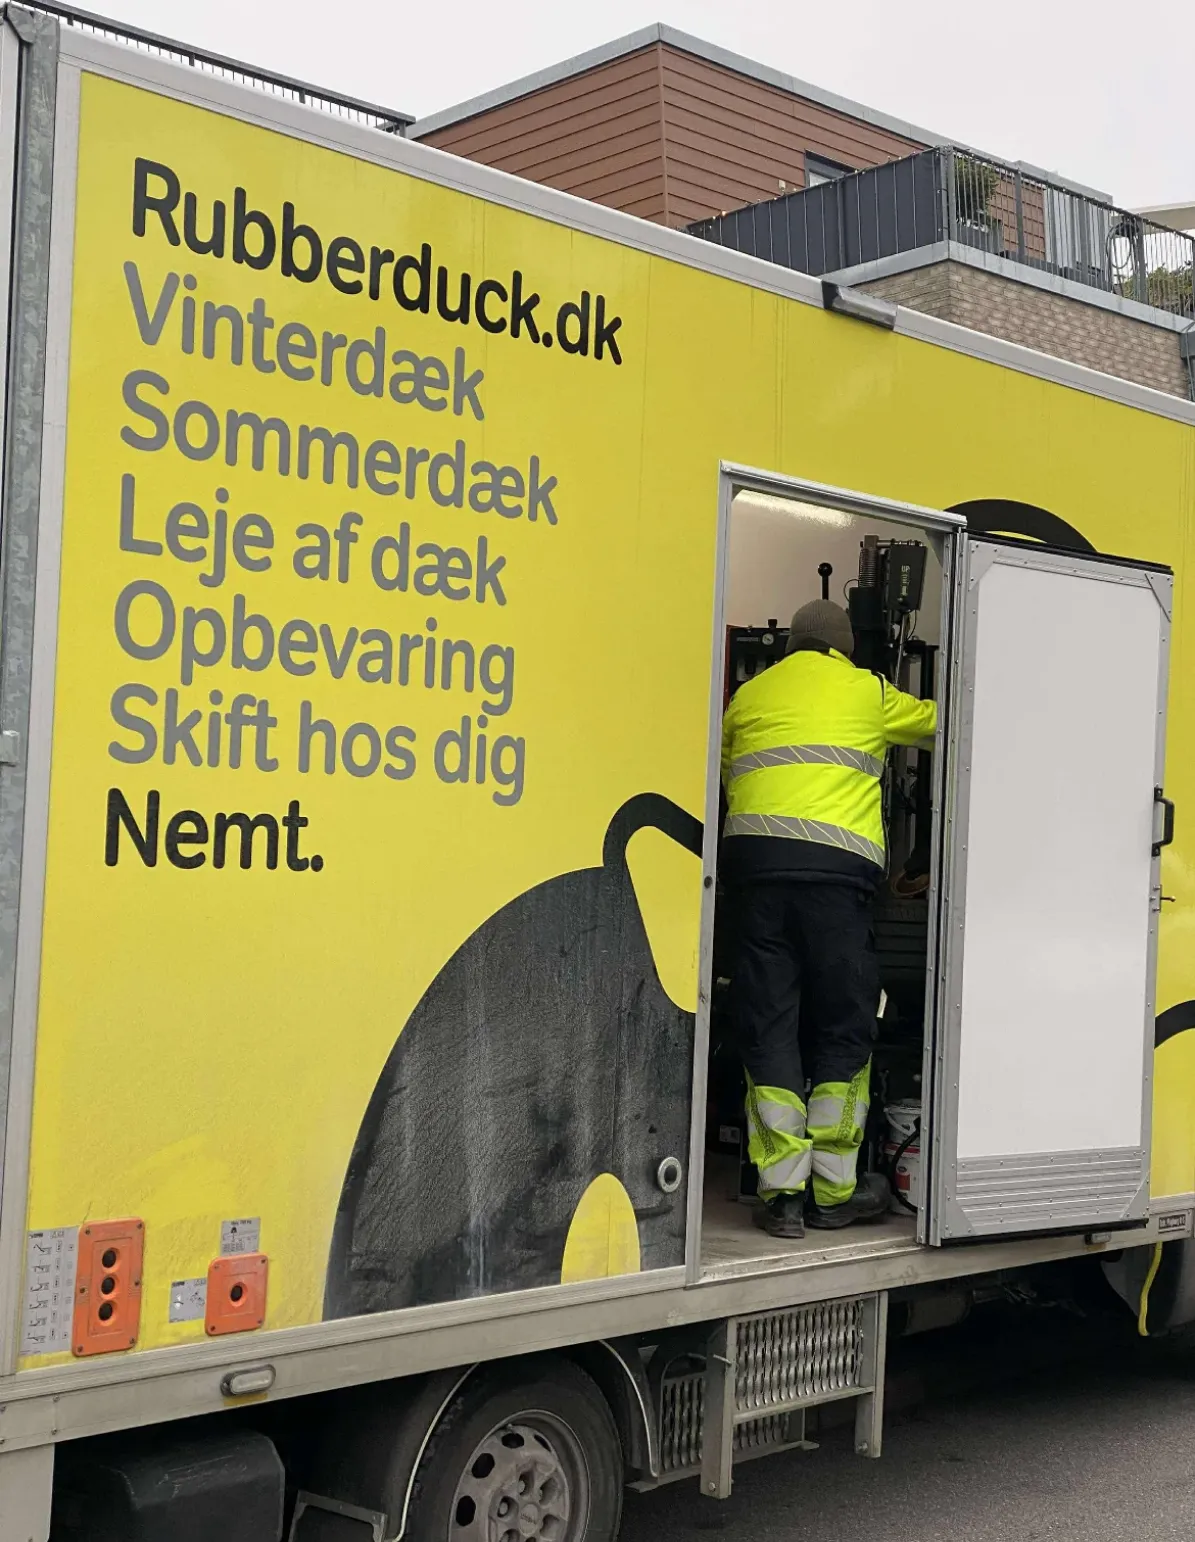 Rubberduck.dk
Vinterdæk
Sommerdæk
Leje af dæk
Opbevaring
Skift hos dig
Nemt.